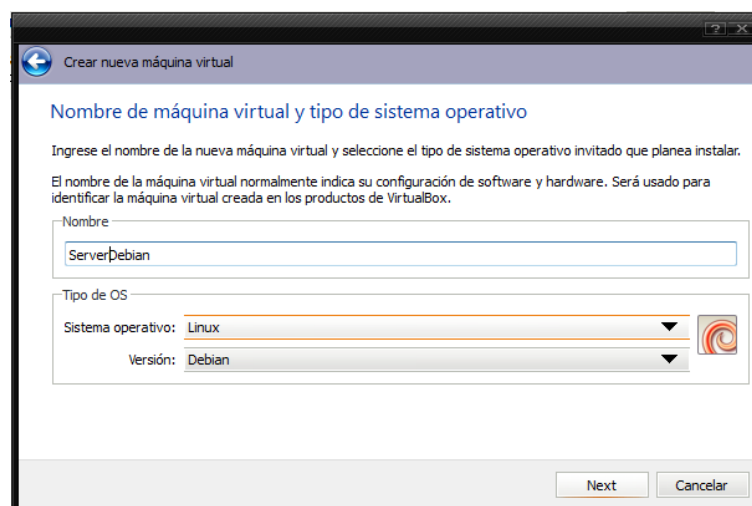 Crear nueva máquina virtual
Nombre de máquina virtual y tipo de sistema operativo
Ingrese el nombre de la nueva máquina virtual y seleccione el tipo de sistema operativo invitado que planea instalar.
El nombre de la máquina virtual normalmente indica su configuración de software y hardware. Será usado para
identificar la máquina virtual creada en los productos de VirtualBox.
Nombre
ServerDebian
Tipo de OS
Sistema operativo: Linux
Versión: Debian
Next Cancelar